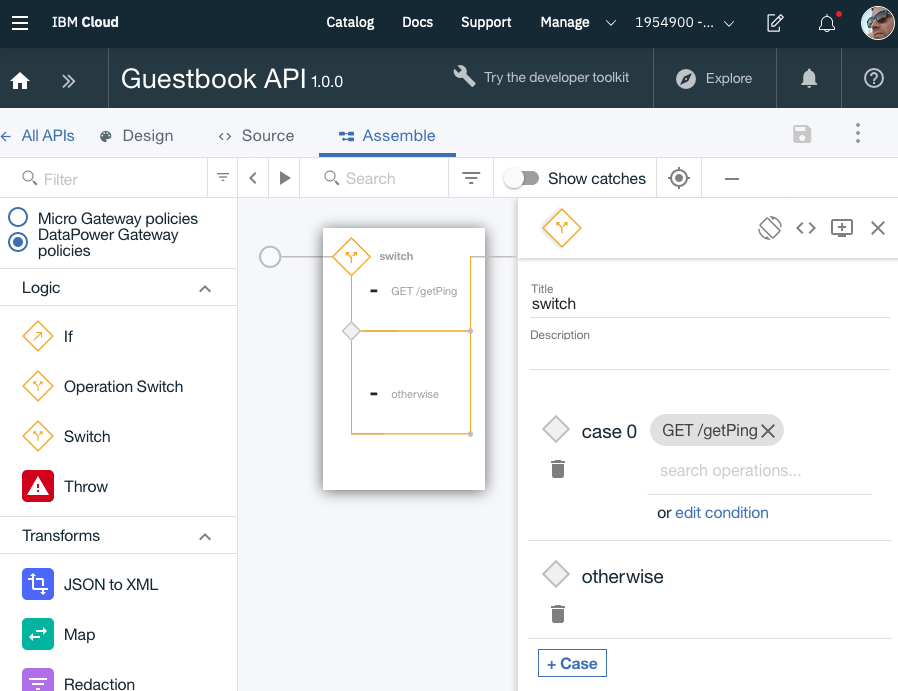 IBM Cloud
Catalog
Docs
Support
Manage
1954900 -...
Guestbook API 1.0.0
Try the developer toolkit
Explore
All APIs
Design
Source
Assemble
Filter
Search
Show catches
Micro Gateway policies
DataPower Gateway
policies
Logic
If
Operation Switch
Switch
Throw
Transforms
JSON to XML
Map
Redaction
switch
GET /getPing
otherwise
Title
switch
Description
case 0
GET /getPing
search operations...
or edit condition
otherwise
+ Case